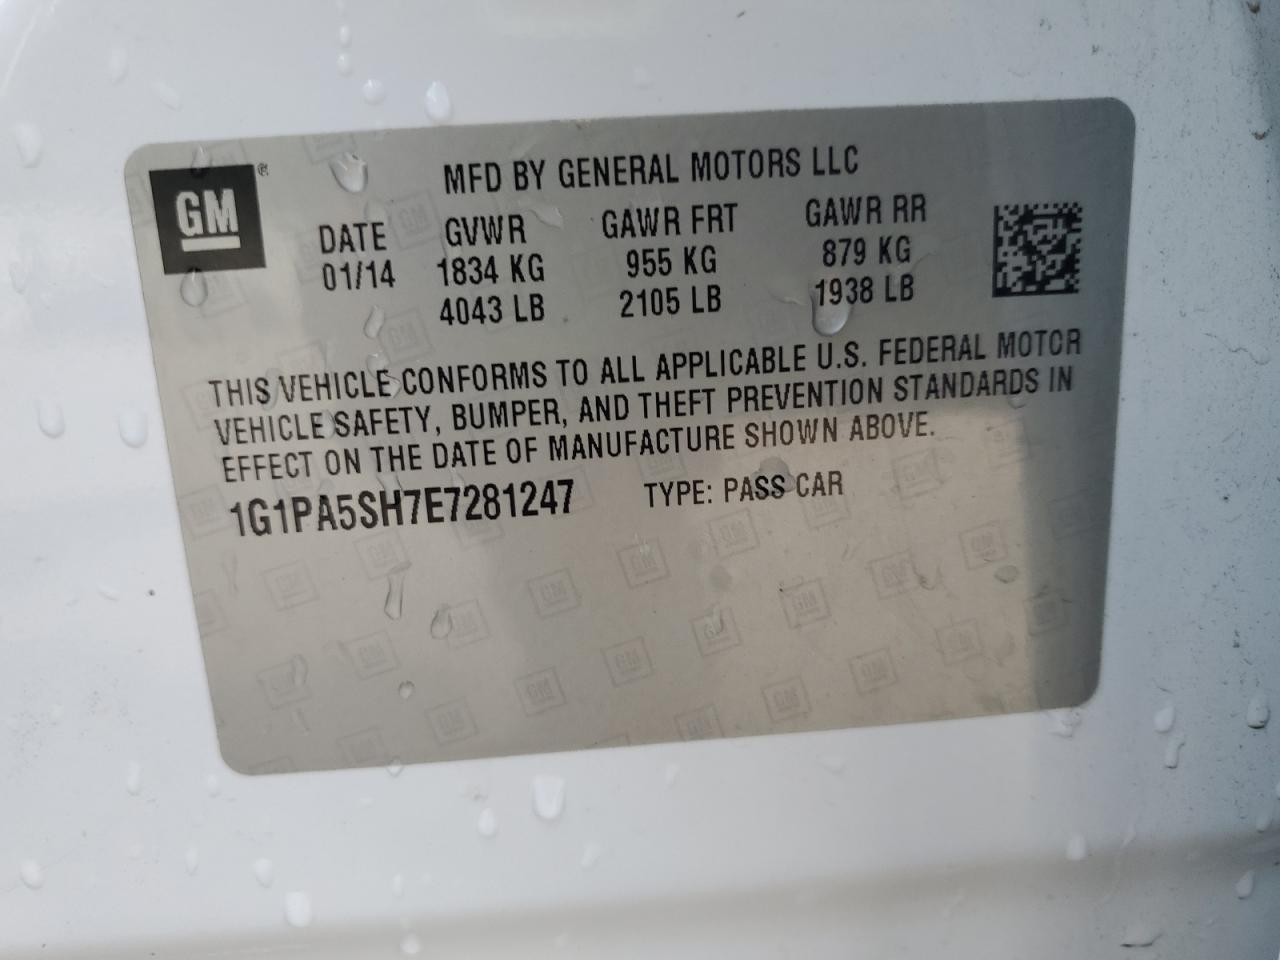 GM ®
MFD BY GENERAL MOTORS LLC
DATE GVWR GAWR FRT GAWR RR
01/14 1834 KG 955 KG 879 KG
4043 LB 2105 LB 1938 LB
THIS VEHICLE CONFORMS TO ALL APPLICABLE U.S. FEDERAL MOTOR
VEHICLE SAFETY, BUMPER, AND THEFT PREVENTION STANDARDS IN
EFFECT ON THE DATE OF MANUFACTURE SHOWN ABOVE.
1G1PA5SH7E7281247 TYPE: PASS CAR